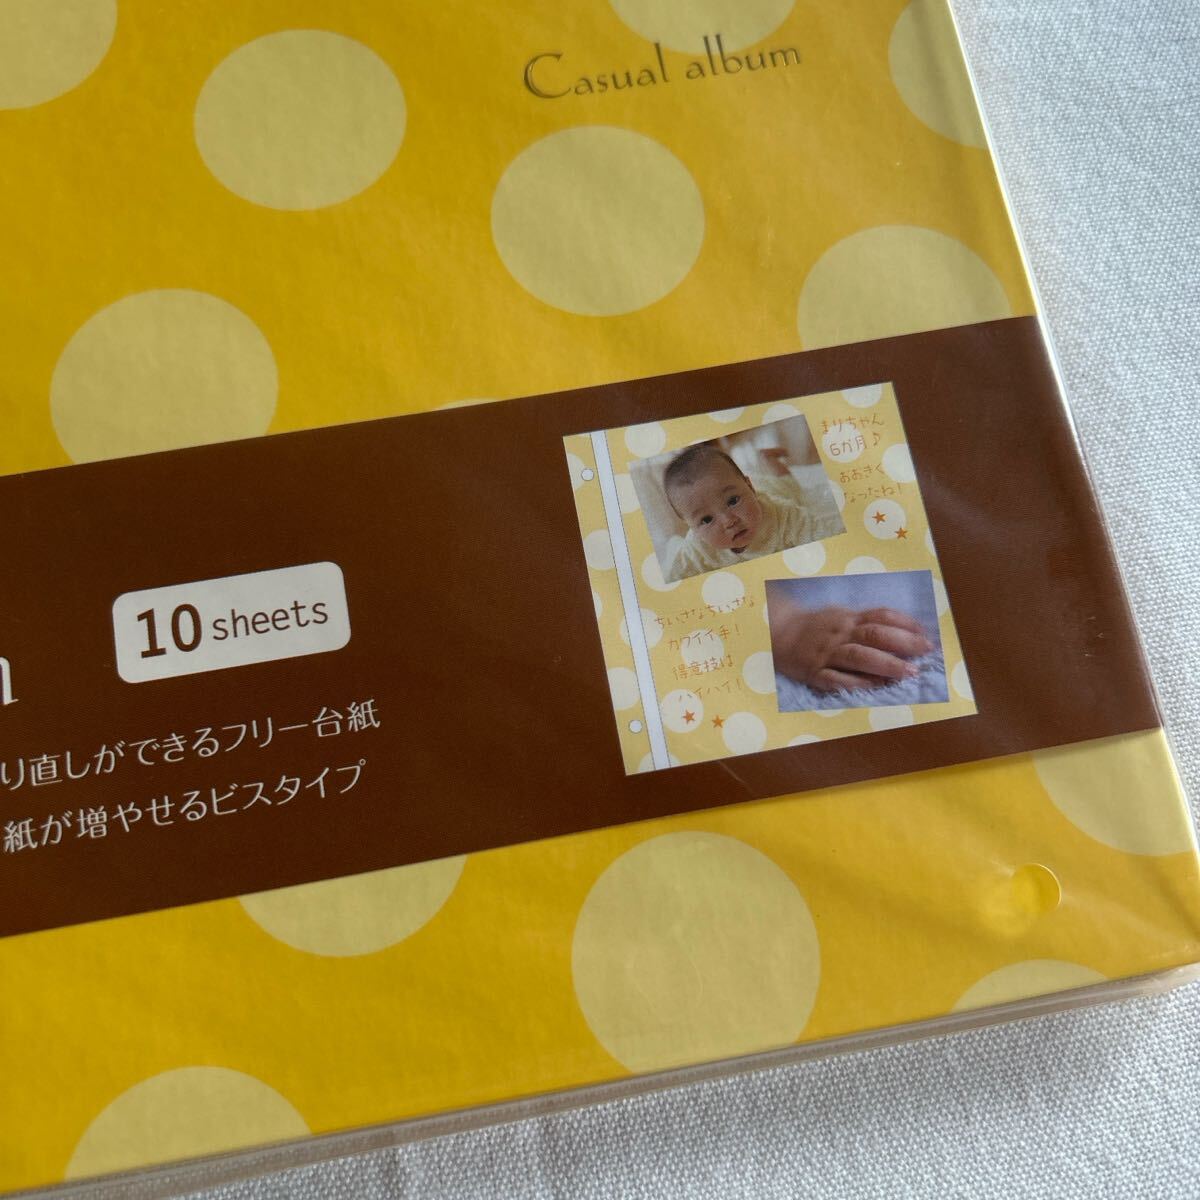 Casual album
まりちゃん
6か月♪
おおきく
なったね!
ちいさなちいさな
カワイイ手!
得意技は
ハイハイ!
10 sheets
り直しができるフリー台紙
紙が増やせるビスタイプ